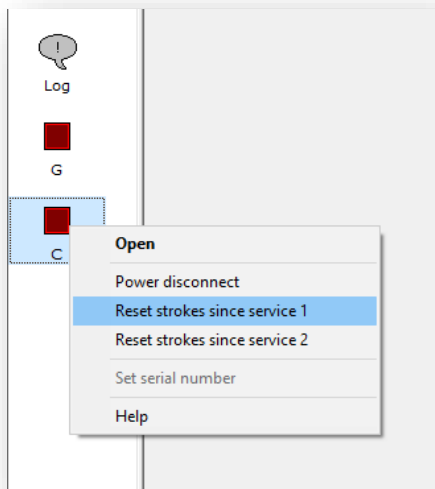 !
Log
G
C
Open
Power disconnect
Reset strokes since service 1
Reset strokes since service 2
Set serial number
Help